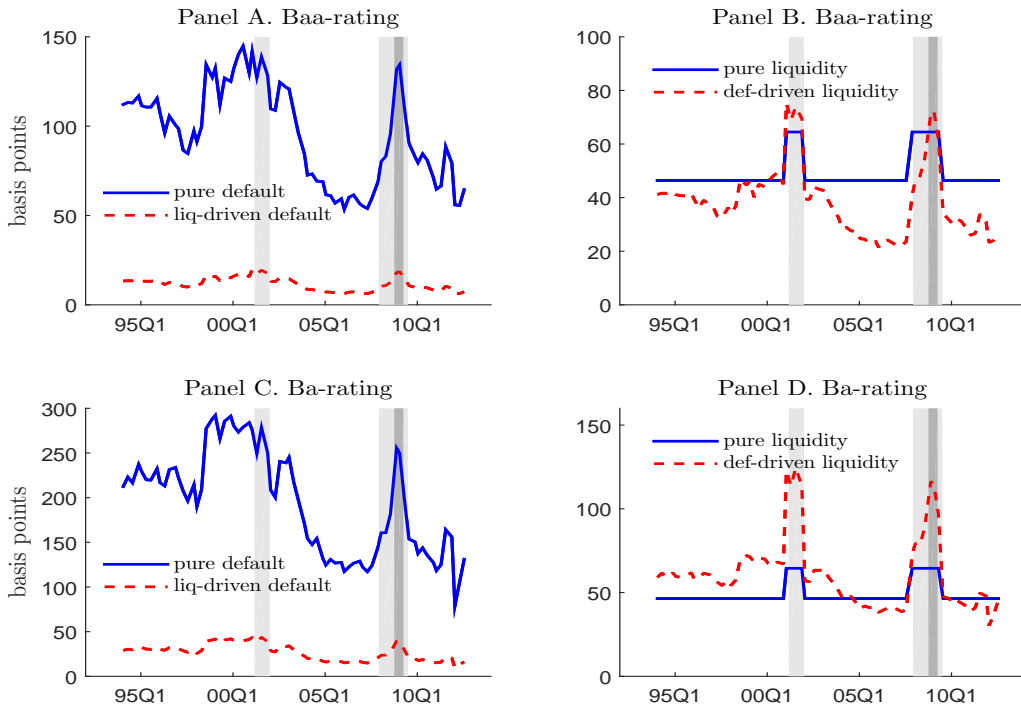 Panel A. Baa-rating
150
100
50
0
basis points
pure default
liq-driven default
95Q1 00Q1 05Q1 10Q1
Panel B. Baa-rating
100
80
60
40
20
0
pure liquidity
def-driven liquidity
95Q1 00Q1 05Q1 10Q1
Panel C. Ba-rating
300
250
200
150
100
50
0
basis points
pure default
liq-driven default
95Q1 00Q1 05Q1 10Q1
Panel D. Ba-rating
150
100
50
0
pure liquidity
def-driven liquidity
95Q1 00Q1 05Q1 10Q1